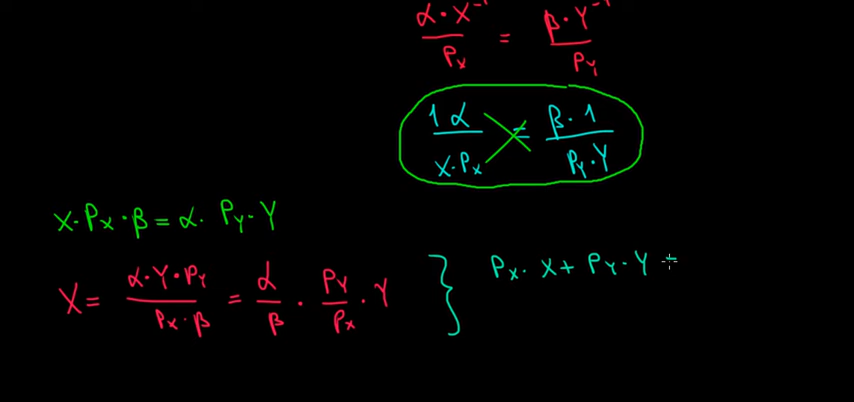 α · X⁻¹ / Pₓ = β · Y⁻¹ / P_Y
1 α / X · Pₓ = β · 1 / P_Y · Y
X · Pₓ · β = α · P_Y · Y
X = α · Y · P_Y / Pₓ · β = α / β · P_Y / Pₓ · Y } Pₓ · X + P_Y · Y =